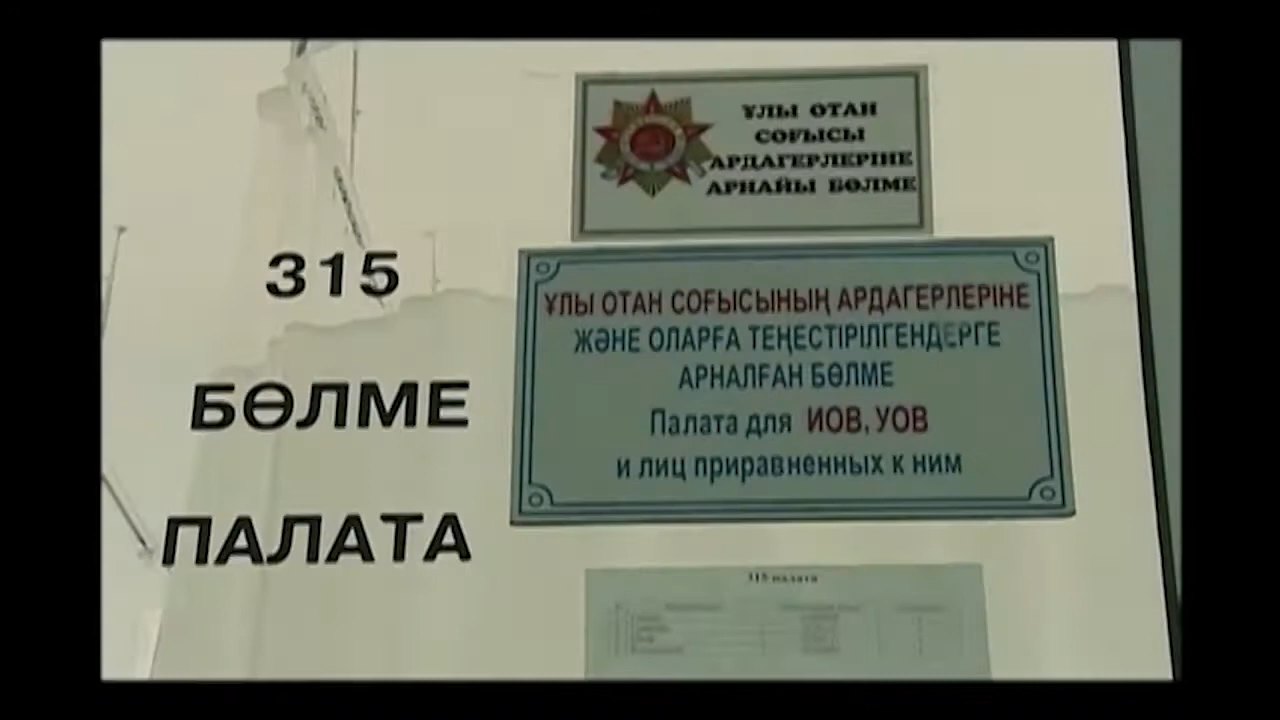 315
БӨЛМЕ
ПАЛАТА
ҰЛЫ ОТАН
СОҒЫСЫ
АРДАГЕРЛЕРІНЕ
АРНАЙЫ БӨЛМЕ
ҰЛЫ ОТАН СОҒЫСЫНЫҢ АРДАГЕРЛЕРІНЕ
ЖӘНЕ ОЛАРҒА ТЕҢЕСТІРІЛГЕНДЕРГЕ
АРНАЛҒАН БӨЛМЕ
Палата для ИОВ, УОВ
и лиц приравненных к ним
315 палата